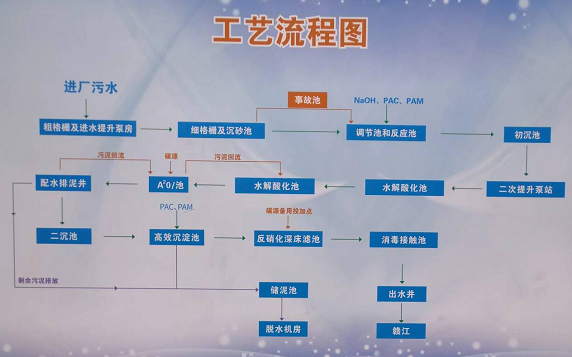 工艺流程图
进厂污水
事故池
NaOH、PAC、PAM
粗格栅及进水提升泵房
细格栅及沉砂池
调节池和反应池
初沉池
污泥回流
碳源
污泥回流
配水排泥井
A²O/池
水解酸化池
水解酸化池
二次提升泵站
PAC、PAM
碳源备用投加点
二沉池
高效沉淀池
反硝化深床滤池
消毒接触池
剩余污泥排放
储泥池
出水井
脱水机房
赣江